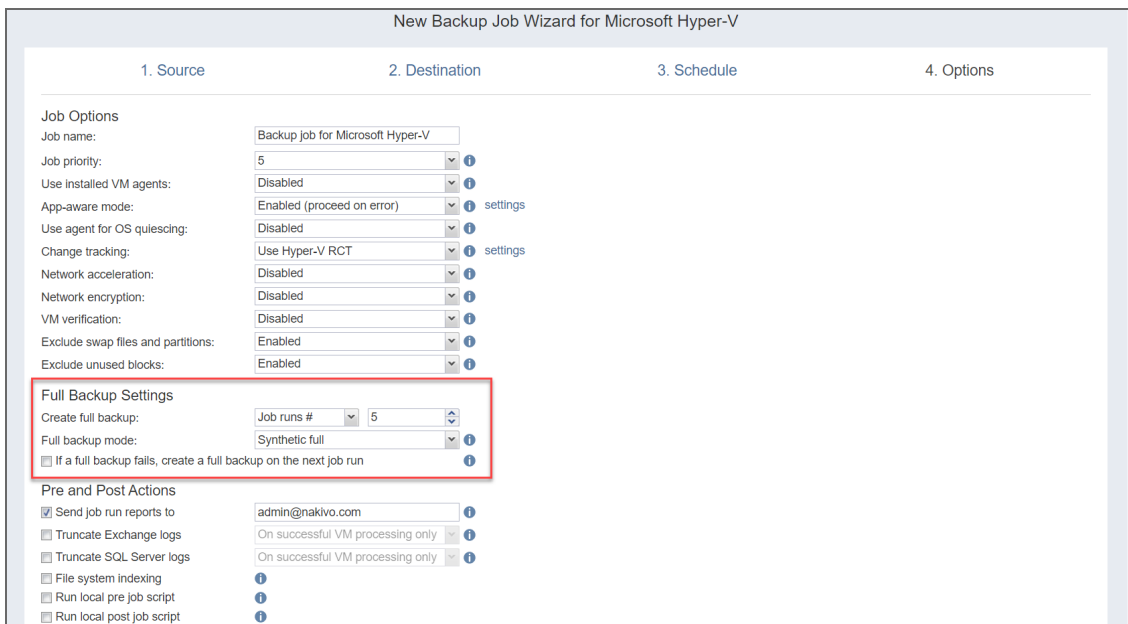 New Backup Job Wizard for Microsoft Hyper-V
1. Source 2. Destination 3. Schedule 4. Options
Job Options
Job name: Backup job for Microsoft Hyper-V
Job priority: 5
Use installed VM agents: Disabled
App-aware mode: Enabled (proceed on error) settings
Use agent for OS quiescing: Disabled
Change tracking: Use Hyper-V RCT settings
Network acceleration: Disabled
Network encryption: Disabled
VM verification: Disabled
Exclude swap files and partitions: Enabled
Exclude unused blocks: Enabled
Full Backup Settings
Create full backup: Job runs # 5
Full backup mode: Synthetic full
If a full backup fails, create a full backup on the next job run
Pre and Post Actions
Send job run reports to admin@nakivo.com
Truncate Exchange logs On successful VM processing only
Truncate SQL Server logs On successful VM processing only
File system indexing
Run local pre job script
Run local post job script